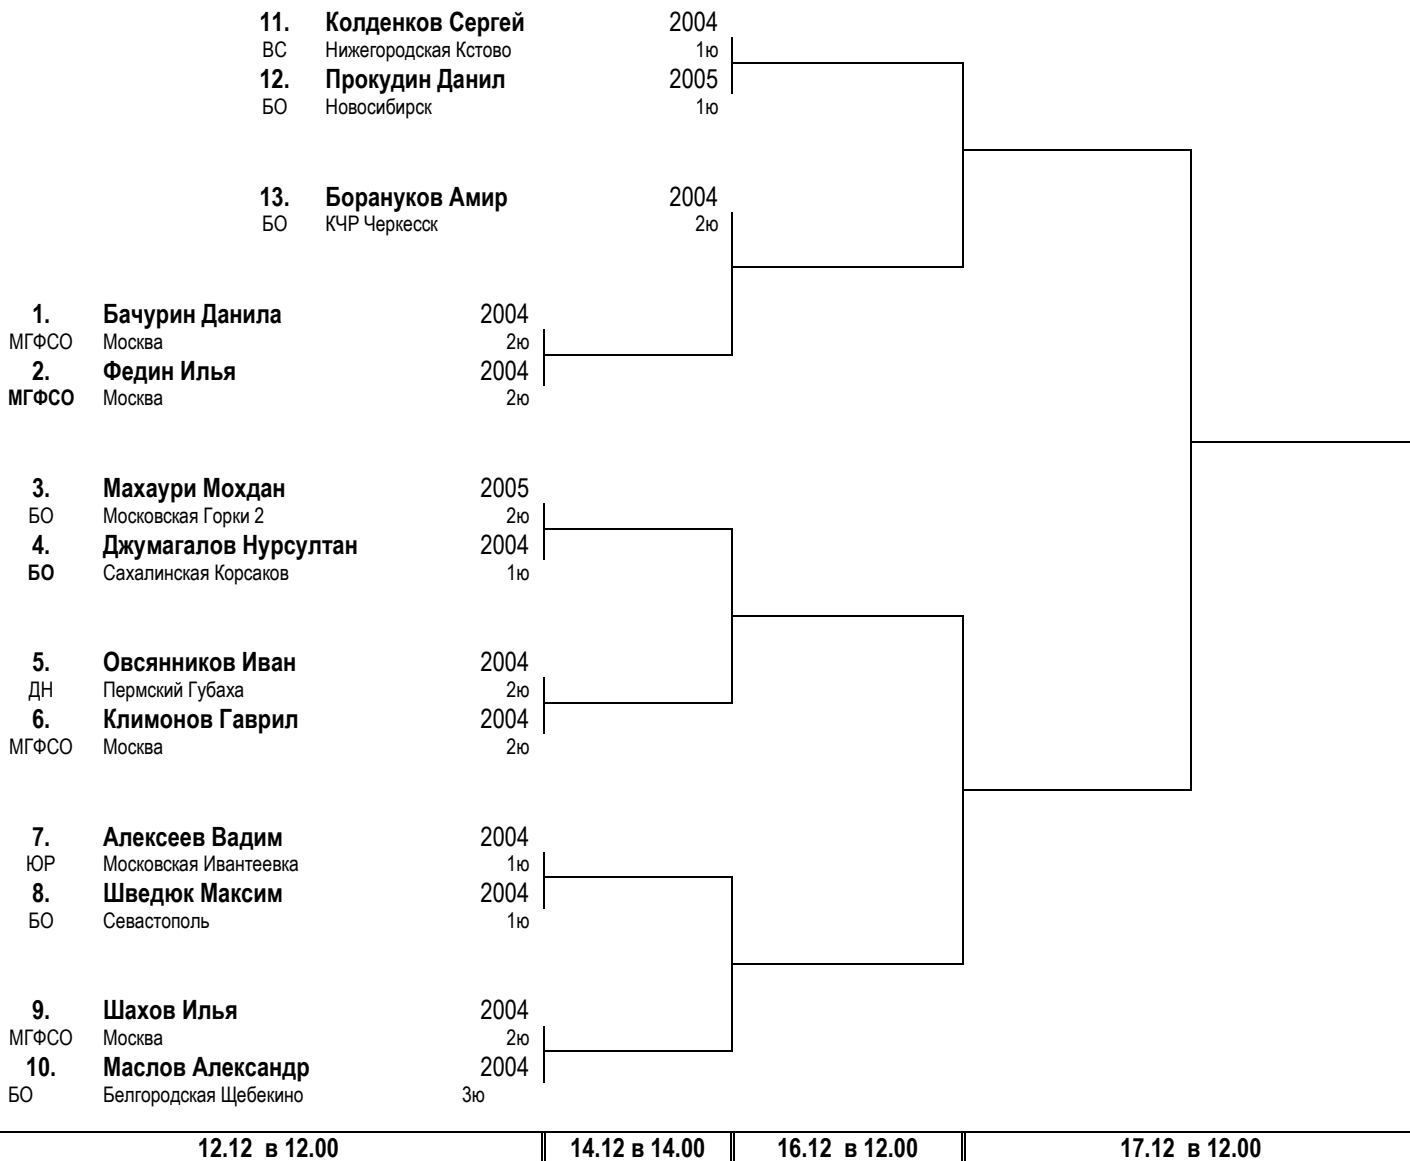 11. Колденков Сергей 2004
ВС Нижегородская Кстово 1ю
12. Прокудин Данил 2005
БО Новосибирск 1ю
13. Борануков Амир 2004
БО КЧР Черкесск 2ю
1. Бачурин Данила 2004
МГФСО Москва 2ю
2. Федин Илья 2004
МГФСО Москва 2ю
3. Махаури Мохдан 2005
БО Московская Горки 2 2ю
4. Джумагалов Нурсултан 2004
БО Сахалинская Корсаков 1ю
5. Овсянников Иван 2004
ДН Пермский Губаха 2ю
6. Климонов Гаврил 2004
МГФСО Москва 2ю
7. Алексеев Вадим 2004
ЮР Московская Ивантеевка 1ю
8. Шведюк Максим 2004
БО Севастополь 1ю
9. Шахов Илья 2004
МГФСО Москва 2ю
10. Маслов Александр 2004
БО Белгородская Щебекино 3ю
12.12 в 12.00 14.12 в 14.00 16.12 в 12.00 17.12 в 12.00